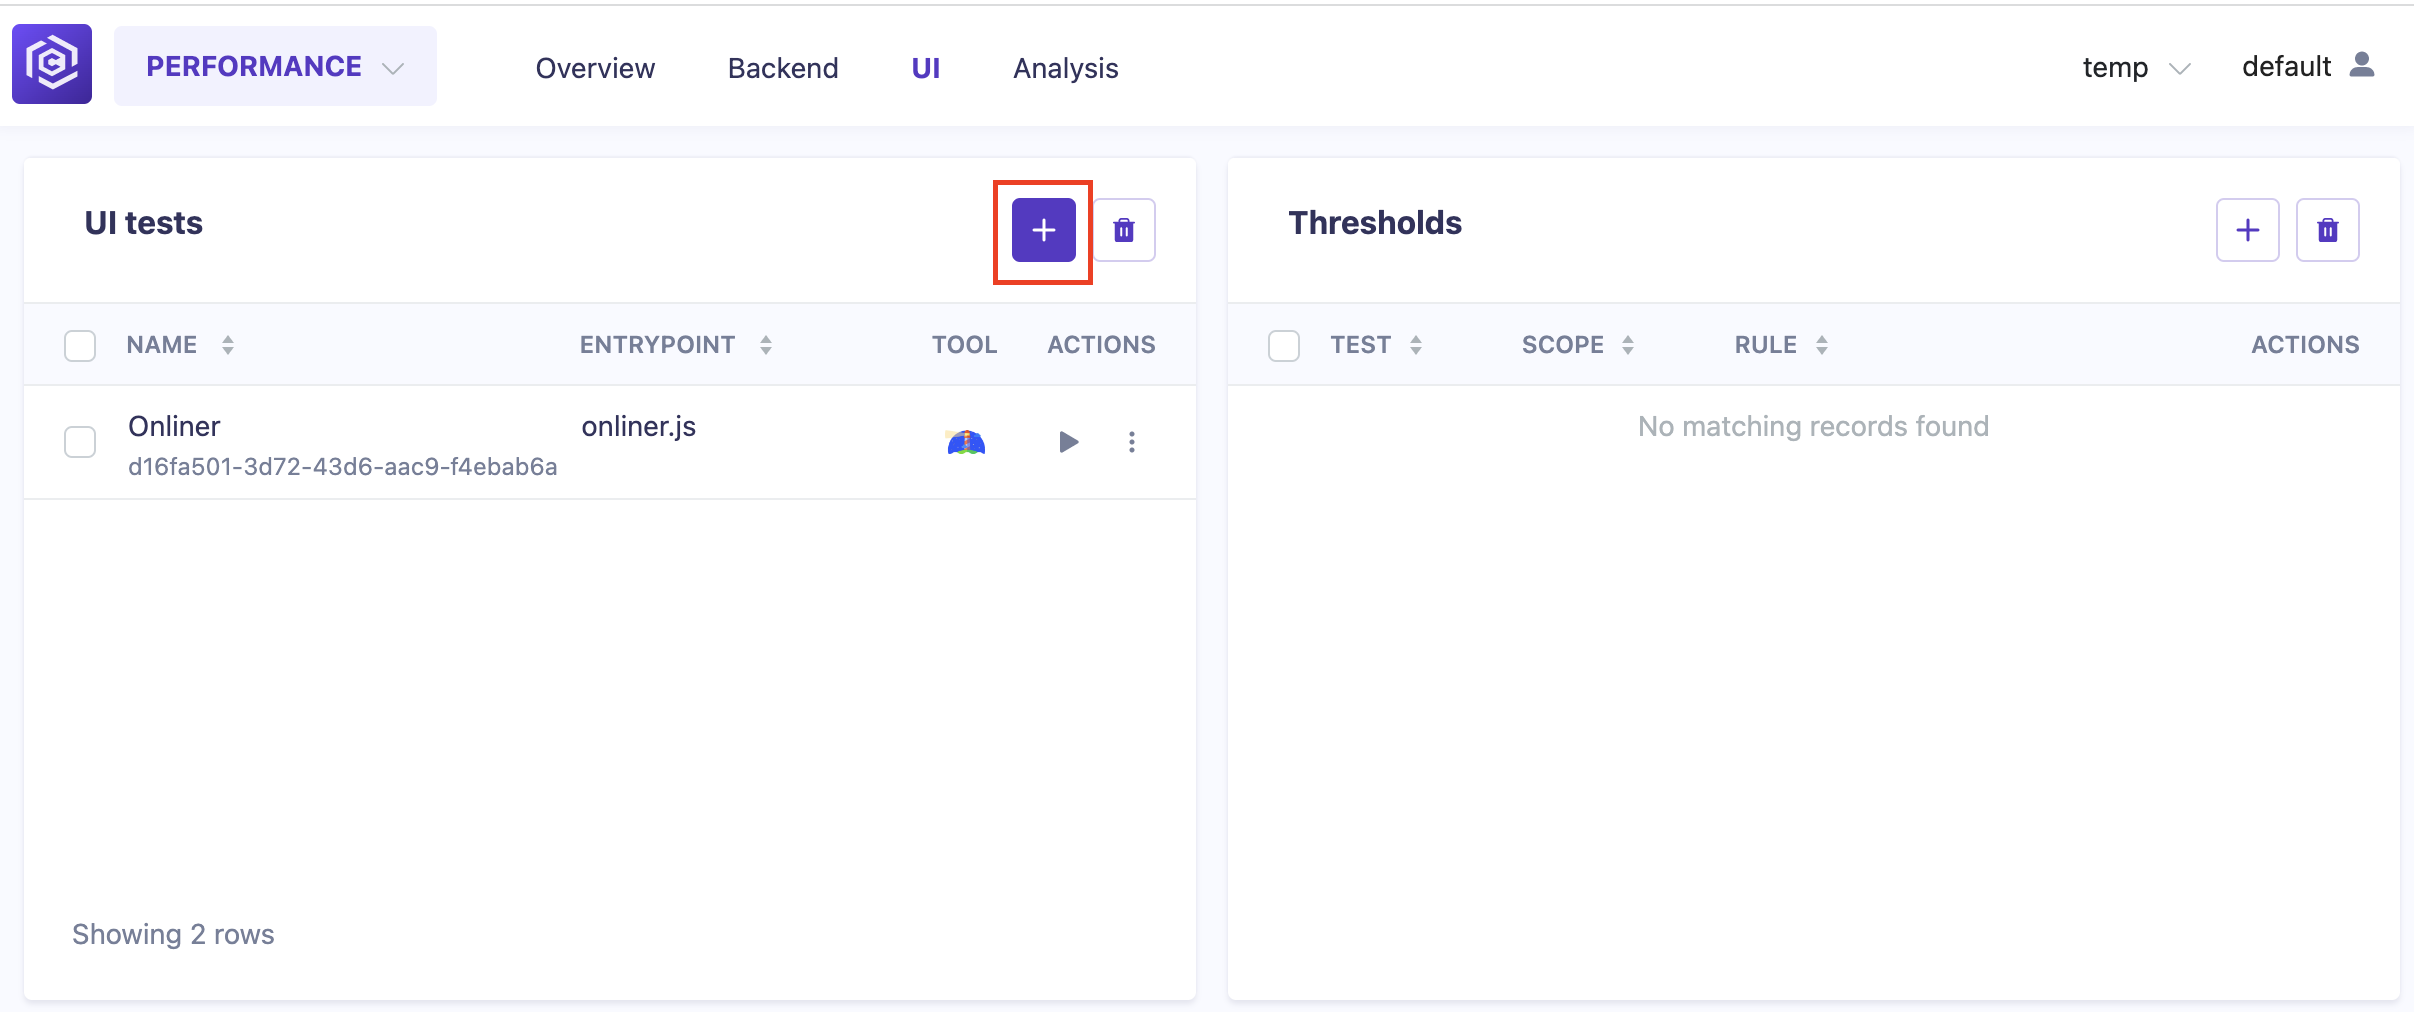 PERFORMANCE Overview Backend UI Analysis temp default
UI tests
NAME ENTRYPOINT TOOL ACTIONS
Onliner onliner.js
d16fa501-3d72-43d6-aac9-f4ebab6a
Showing 2 rows
Thresholds
TEST SCOPE RULE ACTIONS
No matching records found